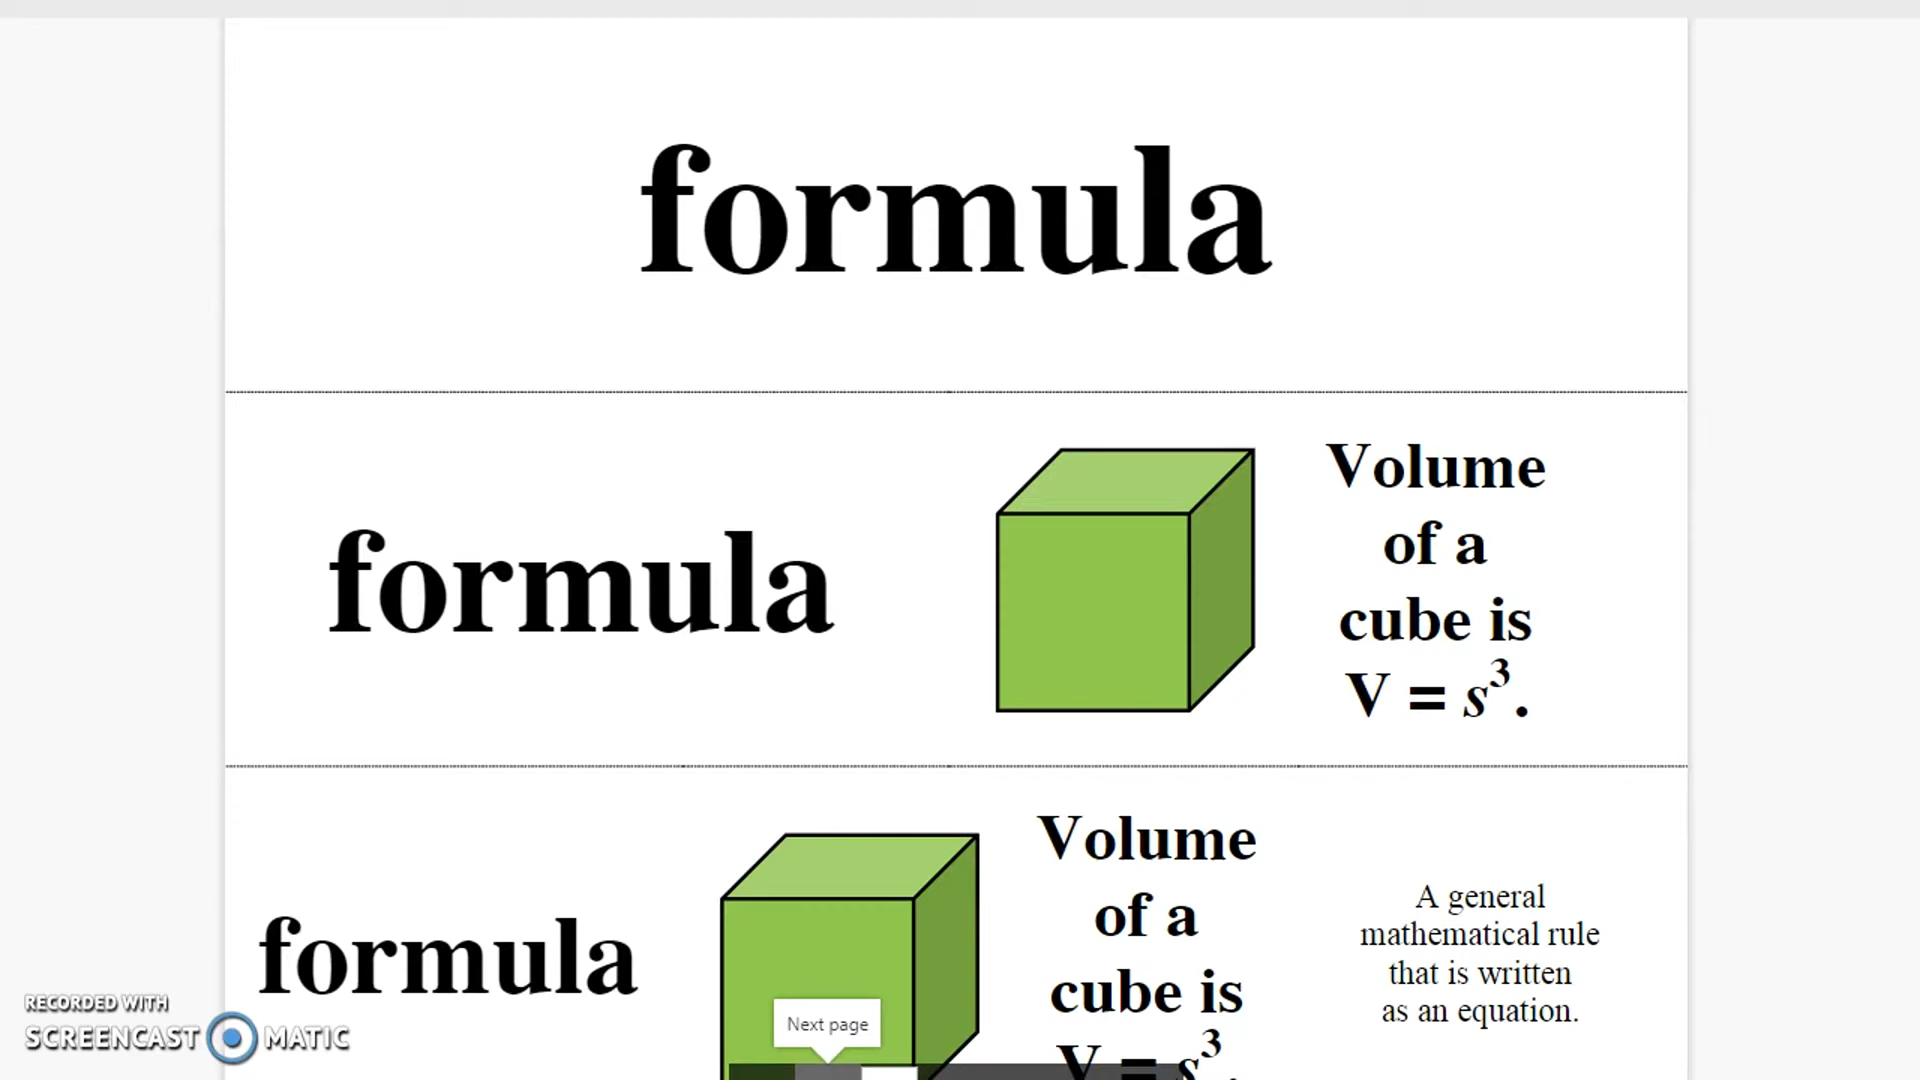 formula
formula
Volume
of a
cube is
V = s³.
formula
Volume
of a
cube is
V = s³.
A general
mathematical rule
that is written
as an equation.
Next page
RECORDED WITH
SCREENCAST MATIC